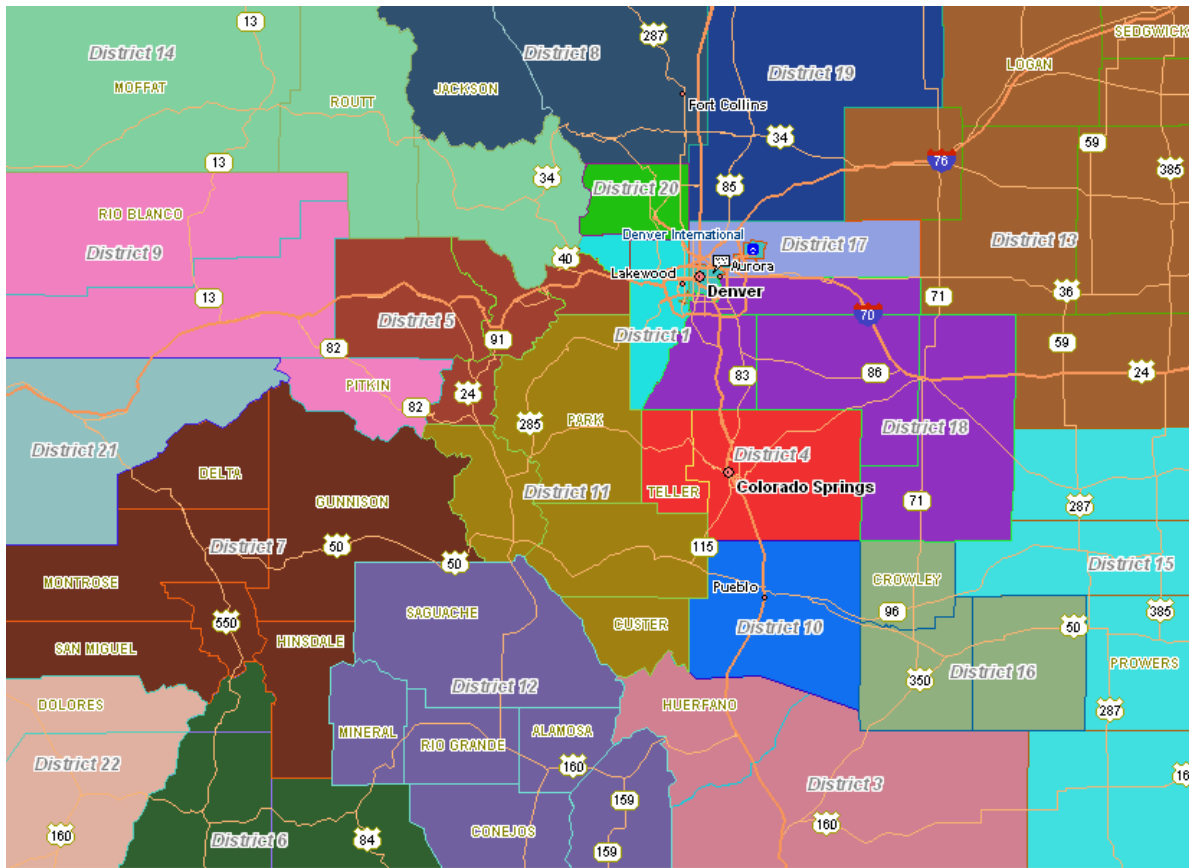 13
287
SEDGWICK
District 14
District 8
LOGAN
MOFFAT
District 19
JACKSON
ROUTT
Fort Collins
34
59
13
76
34
385
85
District 20
RIO BLANCO
Denver International
District 17
District 13
District 9
40
Lakewood
Aurora
Denver
13
71
36
70
District 5
District 1
91
59
82
83
86
24
PITKIN
24
82
285
PARK
District 18
District 21
District 4
DELTA
TELLER
Colorado Springs
GUNNISON
District 11
71
287
50
115
District 7
50
District 15
MONTROSE
CROWLEY
Pueblo
SAGUACHE
96
385
550
CUSTER
50
SAN MIGUEL
HINSDALE
District 10
PROWERS
District 16
350
District 12
DOLORES
HUERFANO
287
MINERAL
ALAMOSA
RIO GRANDE
District 22
160
16
District 3
159
160
CONEJOS
160
District 6
84
159